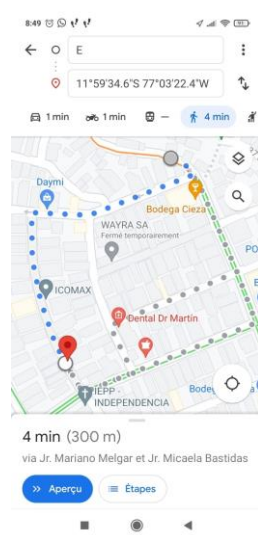 8:49
E
11°59'34.6"S 77°03'22.4"W
1 min 1 min — 4 min
Daymi
Bodega Cieza
WAYRA SA
Fermé temporairement
PO
ICOMAX
Dental Dr Martin
IEPP -
INDEPENDENCIA
Bode
4 min (300 m)
via Jr. Mariano Melgar et Jr. Micaela Bastidas
Aperçu Étapes